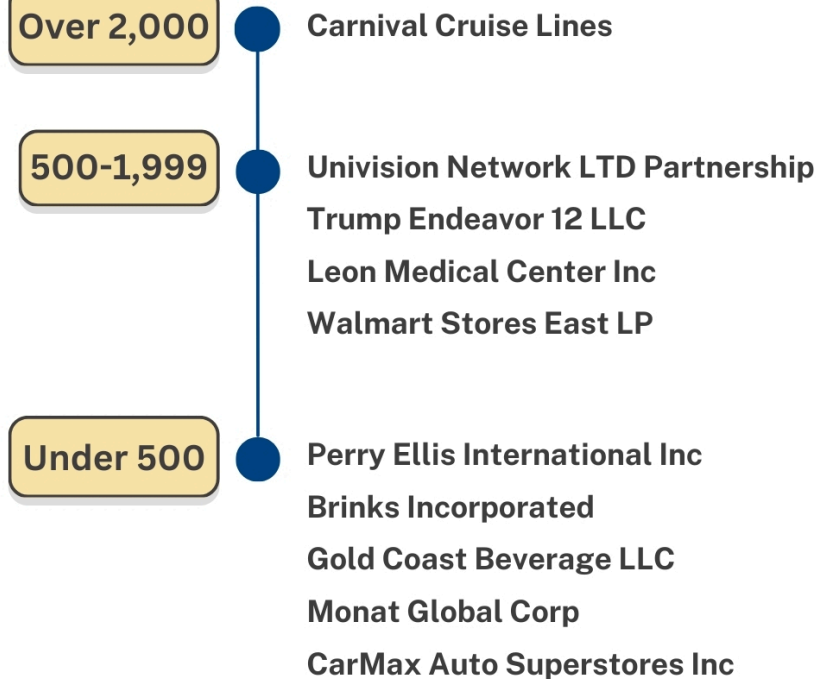 Over 2,000
Carnival Cruise Lines
500-1,999
Univision Network LTD Partnership
Trump Endeavor 12 LLC
Leon Medical Center Inc
Walmart Stores East LP
Under 500
Perry Ellis International Inc
Brinks Incorporated
Gold Coast Beverage LLC
Monat Global Corp
CarMax Auto Superstores Inc